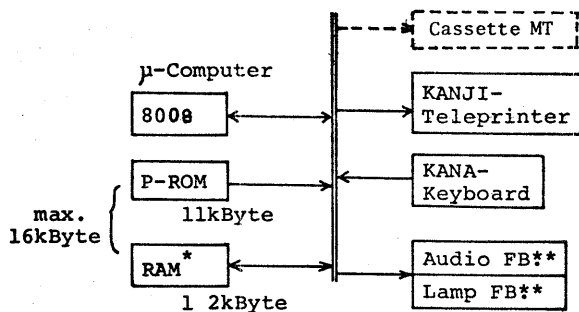 Cassette MT
μ-Computer
8008
KANJI-
Teleprinter
P-ROM
11kByte
KANA-
Keyboard
max.
16kByte
RAM*
1 2kByte
Audio FB**
Lamp FB**